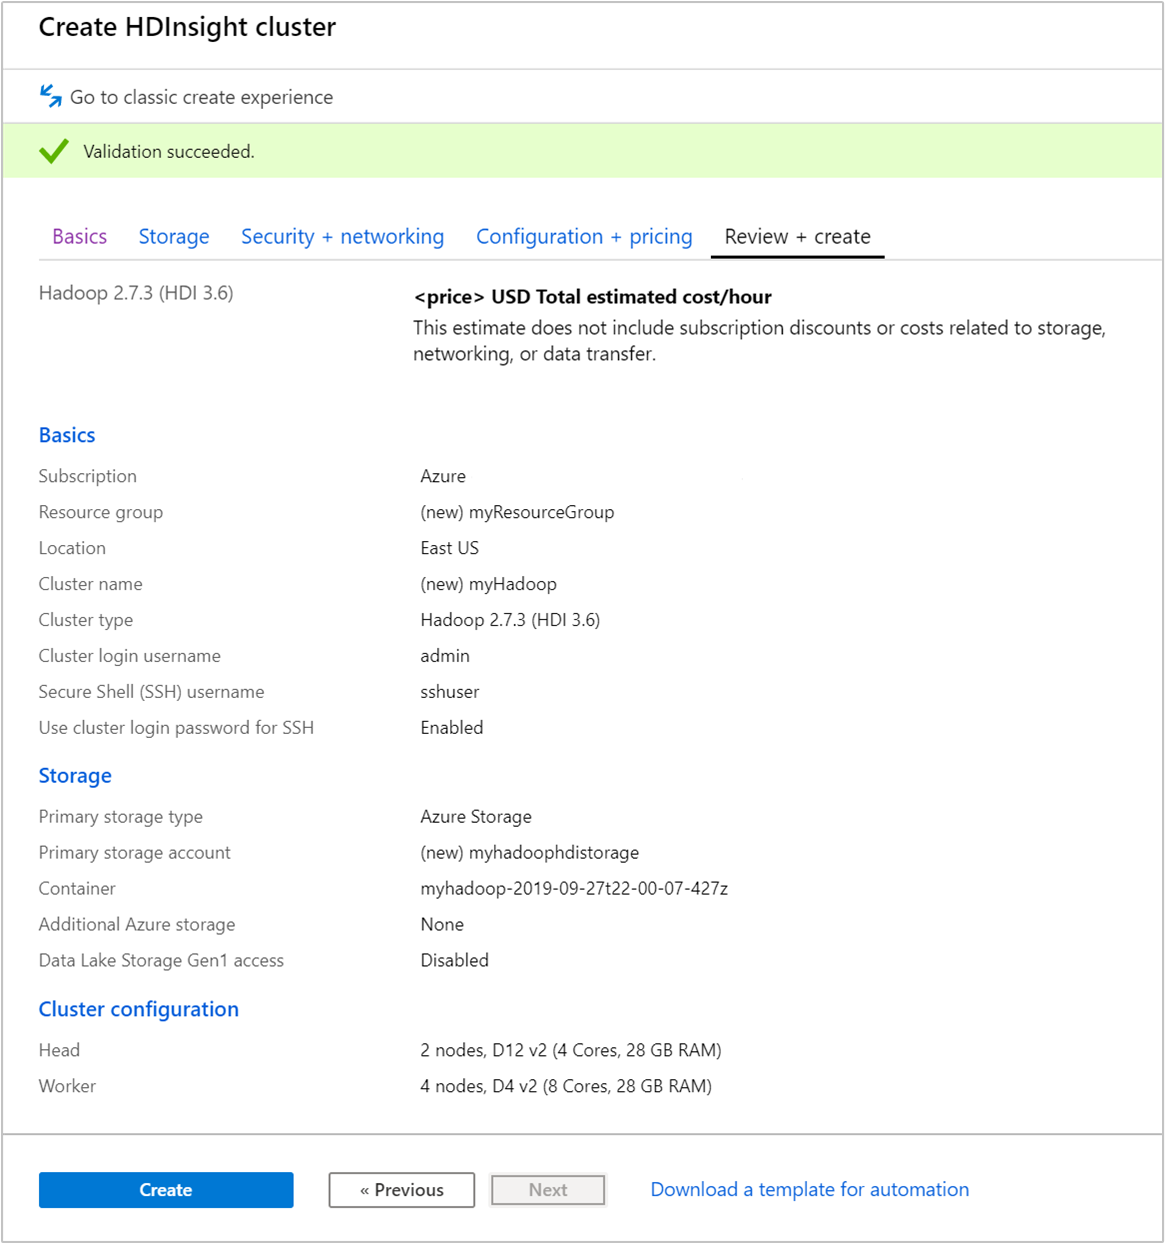 Create HDInsight cluster
Go to classic create experience
Validation succeeded.
Basics Storage Security + networking Configuration + pricing Review + create
Hadoop 2.7.3 (HDI 3.6)
<price> USD Total estimated cost/hour
This estimate does not include subscription discounts or costs related to storage,
networking, or data transfer.
Basics
Subscription Azure
Resource group (new) myResourceGroup
Location East US
Cluster name (new) myHadoop
Cluster type Hadoop 2.7.3 (HDI 3.6)
Cluster login username admin
Secure Shell (SSH) username sshuser
Use cluster login password for SSH Enabled
Storage
Primary storage type Azure Storage
Primary storage account (new) myhadoophdistorage
Container myhadoop-2019-09-27t22-00-07-427z
Additional Azure storage None
Data Lake Storage Gen1 access Disabled
Cluster configuration
Head 2 nodes, D12 v2 (4 Cores, 28 GB RAM)
Worker 4 nodes, D4 v2 (8 Cores, 28 GB RAM)
Create « Previous Next Download a template for automation